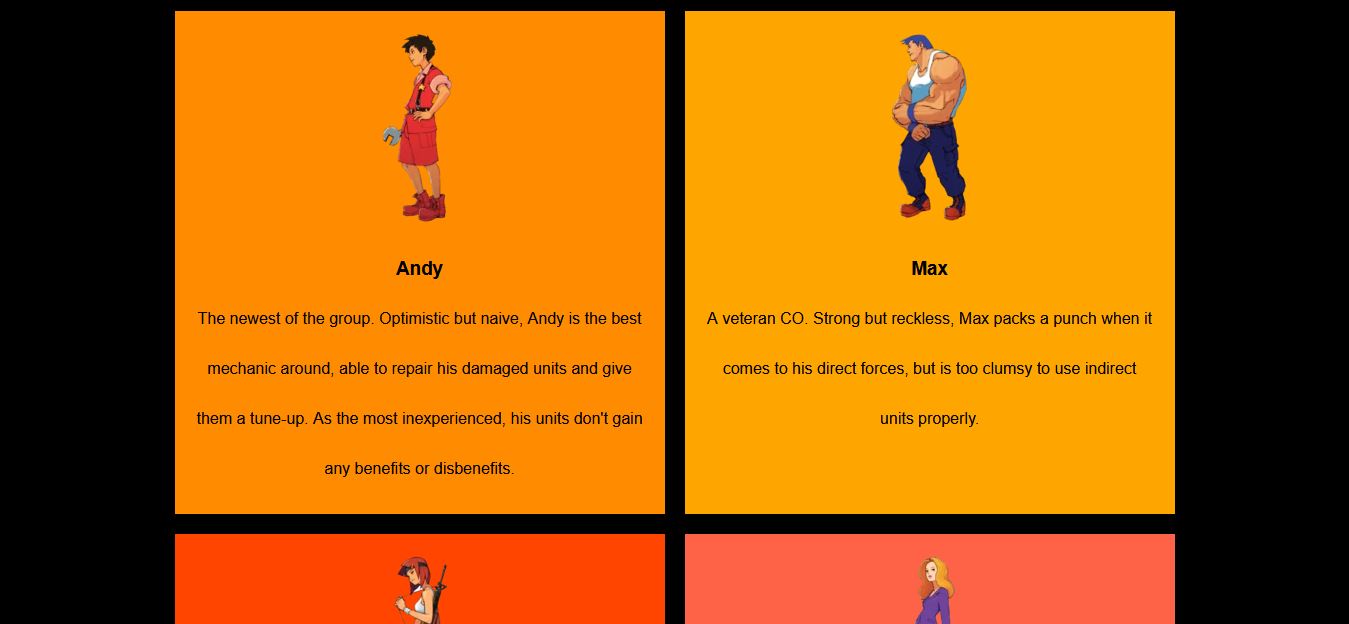 Andy
The newest of the group. Optimistic but naive, Andy is the best
mechanic around, able to repair his damaged units and give
them a tune-up. As the most inexperienced, his units don't gain
any benefits or disbenefits.
Max
A veteran CO. Strong but reckless, Max packs a punch when it
comes to his direct forces, but is too clumsy to use indirect
units properly.